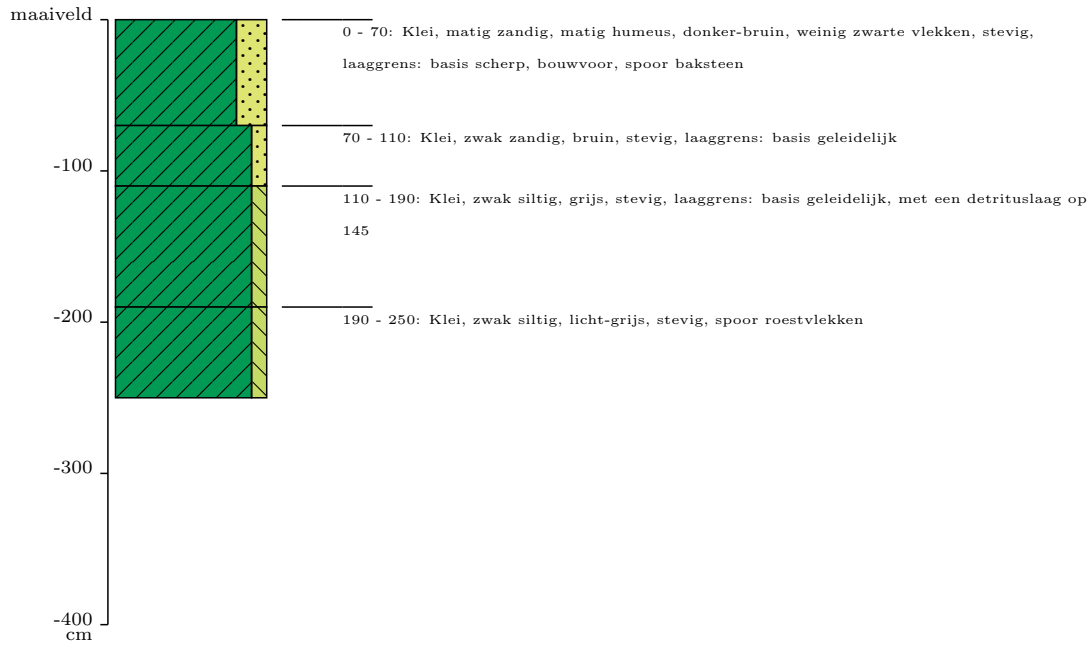 maaiveld
0 - 70: Klei, matig zandig, matig humeus, donker-bruin, weinig zwarte vlekken, stevig,
laaggrens: basis scherp, bouwvoor, spoor baksteen
70 - 110: Klei, zwak zandig, bruin, stevig, laaggrens: basis geleidelijk
-100
110 - 190: Klei, zwak siltig, grijs, stevig, laaggrens: basis geleidelijk, met een detrituslaag op
145
-200
190 - 250: Klei, zwak siltig, licht-grijs, stevig, spoor roestvlekken
-300
-400
cm